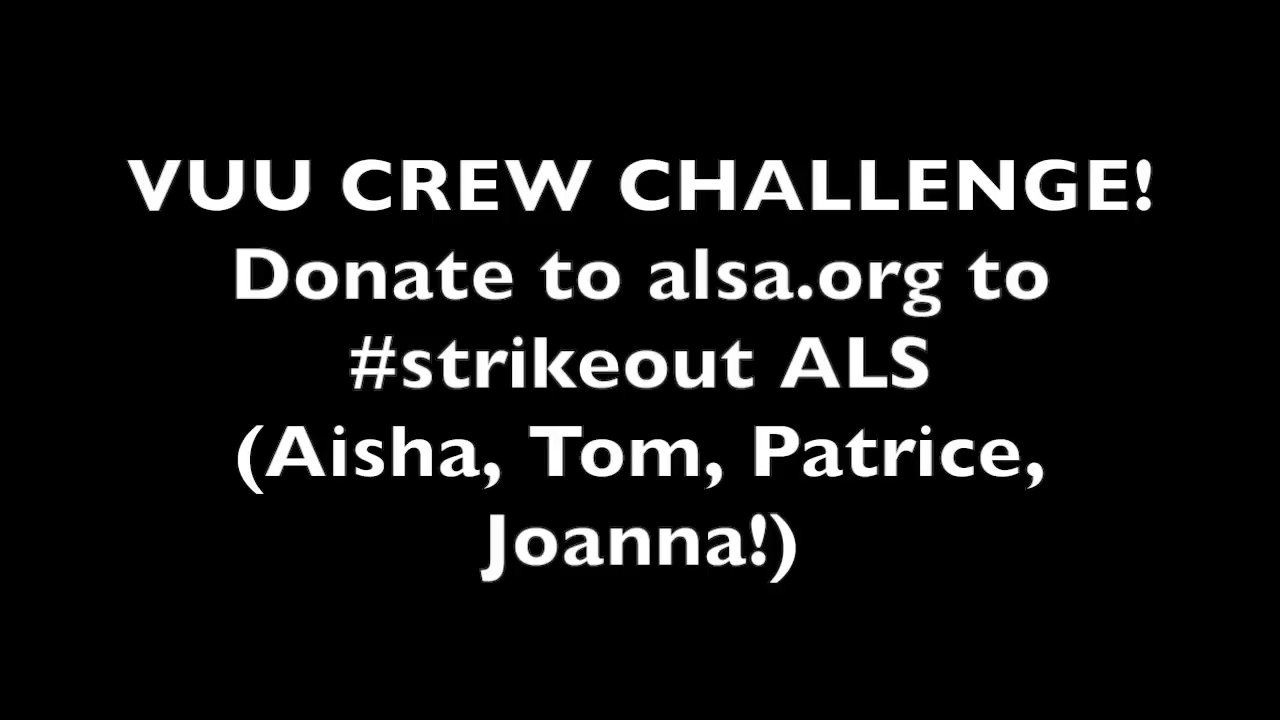 VUU CREW CHALLENGE!
Donate to alsa.org to
#strikeout ALS
(Aisha, Tom, Patrice,
Joanna!)